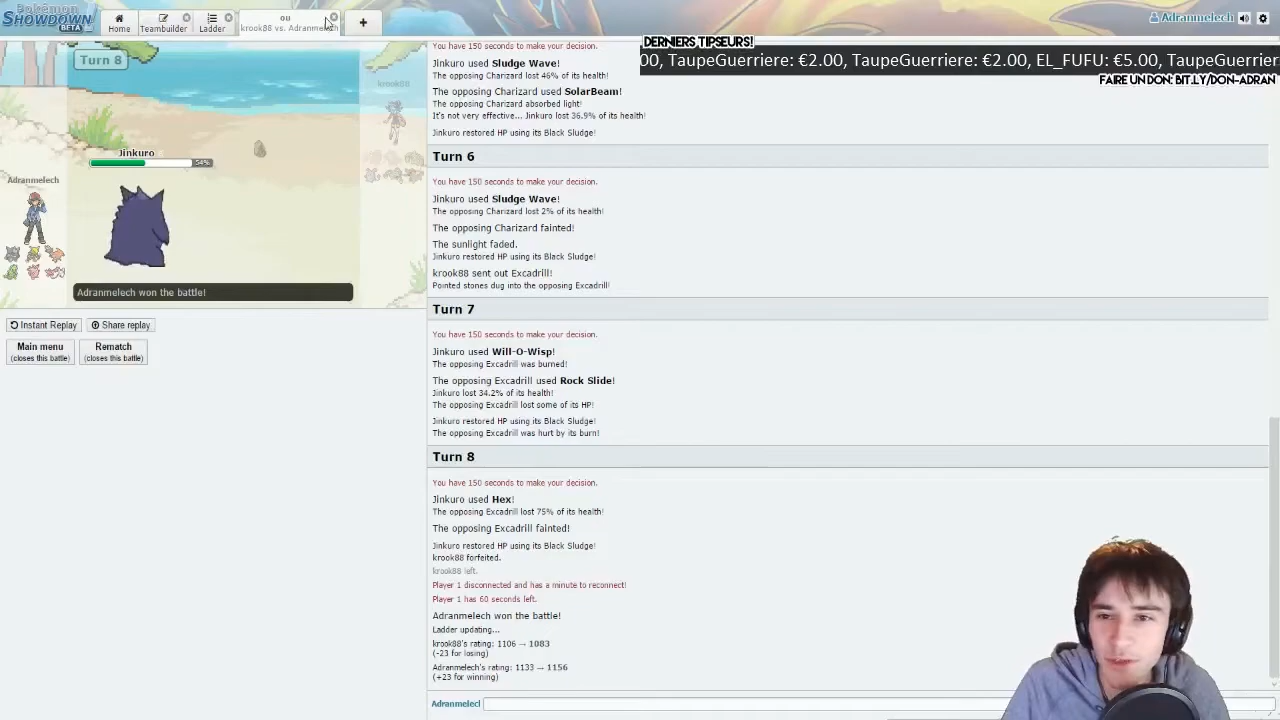 Pokémon
SHOWDOWN
BETA
Home
Teambuilder
Ladder
ou
krook88 vs. Adranmelech
+
Adranmelech
DERNIERS TIPSEURS!
00, TaupeGuerriere: €2.00, TaupeGuerriere: €2.00, EL_FUFU: €5.00, TaupeGuerrier
FAIRE UN DON: BIT.LY/DON-ADRAN
Turn 8
krook88
Jinkuro
54%
Adranmelech
Adranmelech won the battle!
Instant Replay
Share replay
Main menu
(closes this battle)
Rematch
(closes this battle)
You have 150 seconds to make your decision.
Jinkuro used Sludge Wave!
The opposing Charizard lost 46% of its health!
The opposing Charizard used SolarBeam!
The opposing Charizard absorbed light!
It's not very effective... Jinkuro lost 36.9% of its health!
Jinkuro restored HP using its Black Sludge!
Turn 6
You have 150 seconds to make your decision.
Jinkuro used Sludge Wave!
The opposing Charizard lost 2% of its health!
The opposing Charizard fainted!
The sunlight faded.
Jinkuro restored HP using its Black Sludge!
krook88 sent out Excadrill!
Pointed stones dug into the opposing Excadrill!
Turn 7
You have 150 seconds to make your decision.
Jinkuro used Will-O-Wisp!
The opposing Excadrill was burned!
The opposing Excadrill used Rock Slide!
Jinkuro lost 34.2% of its health!
The opposing Excadrill lost some of its HP!
Jinkuro restored HP using its Black Sludge!
The opposing Excadrill was hurt by its burn!
Turn 8
You have 150 seconds to make your decision.
Jinkuro used Hex!
The opposing Excadrill lost 75% of its health!
The opposing Excadrill fainted!
Jinkuro restored HP using its Black Sludge!
krook88 forfeited.
krook88 left.
Player 1 disconnected and has a minute to reconnect!
Player 1 has 60 seconds left.
Adranmelech won the battle!
Ladder updating...
krook88's rating: 1106 → 1083
(-23 for losing)
Adranmelech's rating: 1133 → 1156
(+23 for winning)
Adranmelecl